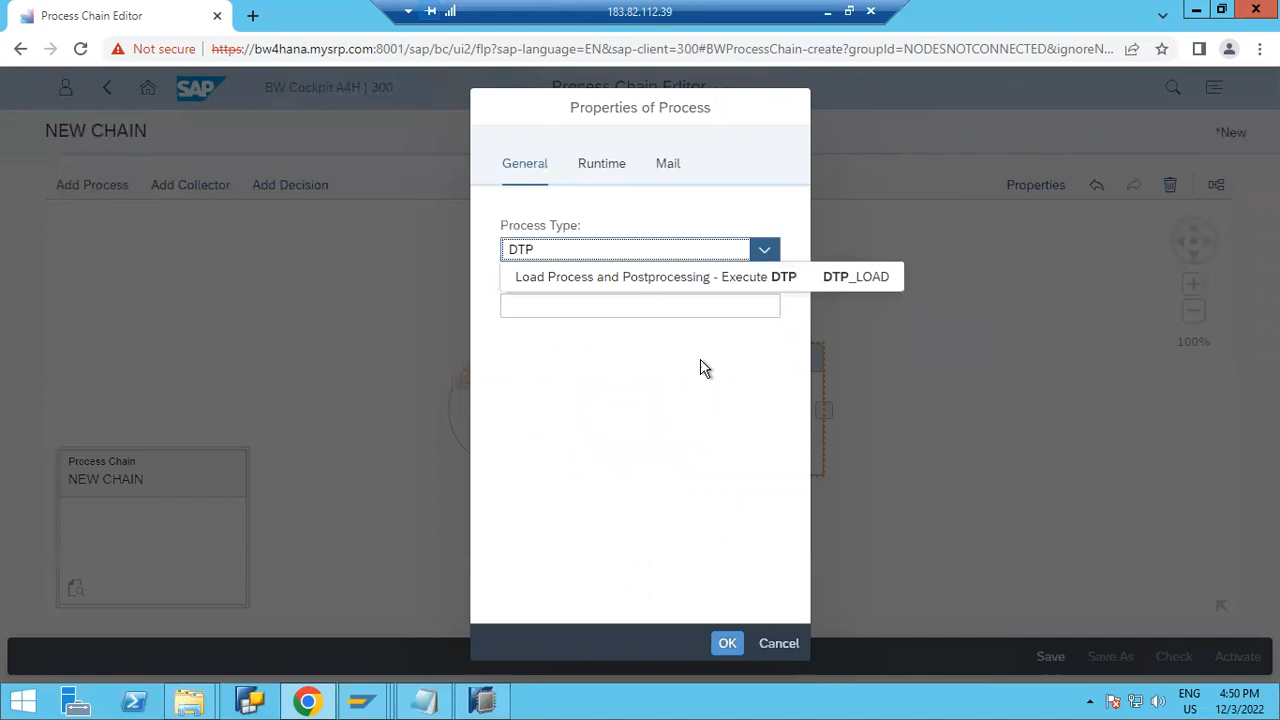 Process Chain Editor
183.82.112.39
Not secure
https://bw4hana.mysrp.com:8001/sap/bc/ui2/flp?sap-language=EN&sap-client=300#BWProcessChain-create?groupId=NODESNOTCONNECTED&ignoreN...
SAP
BW Cockpit A4H | 300
Process Chain Editor
NEW CHAIN
*New
Add Process
Add Collector
Add Decision
Properties
Properties of Process
General
Runtime
Mail
Process Type:
DTP
Load Process and Postprocessing - Execute DTP DTP_LOAD
100%
Process Chain
NEW CHAIN
OK
Cancel
Save
Save As
Check
Activate
ENG
US
4:50 PM
12/3/2022